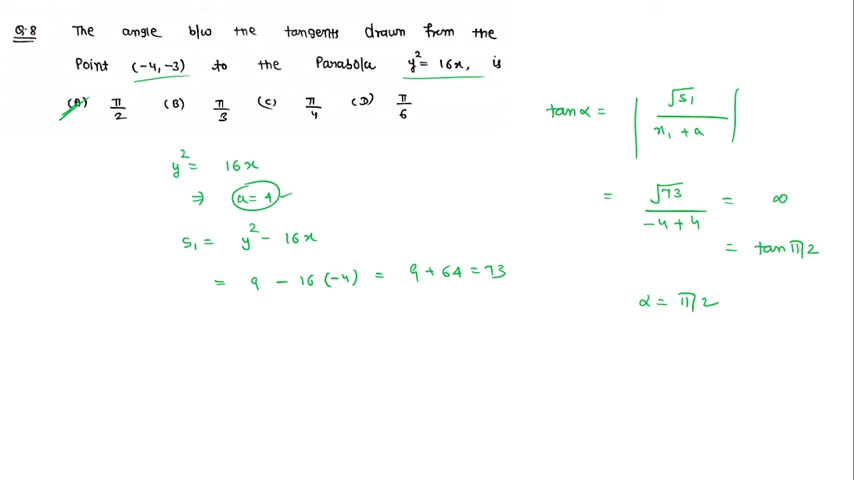 Q.8 The angle b/w the tangents drawn from the
Point (-4,-3) to the Parabola y² = 16x, is
(A) π/2 (B) π/3 (C) π/4 (D) π/6
y² = 16x
⇒ a = 4
S₁ = y² - 16x
= 9 - 16(-4) = 9 + 64 = 73
tan α = |√S₁ / (x₁ + a)|
= √73 / (-4 + 4) = ∞
= tan π/2
α = π/2